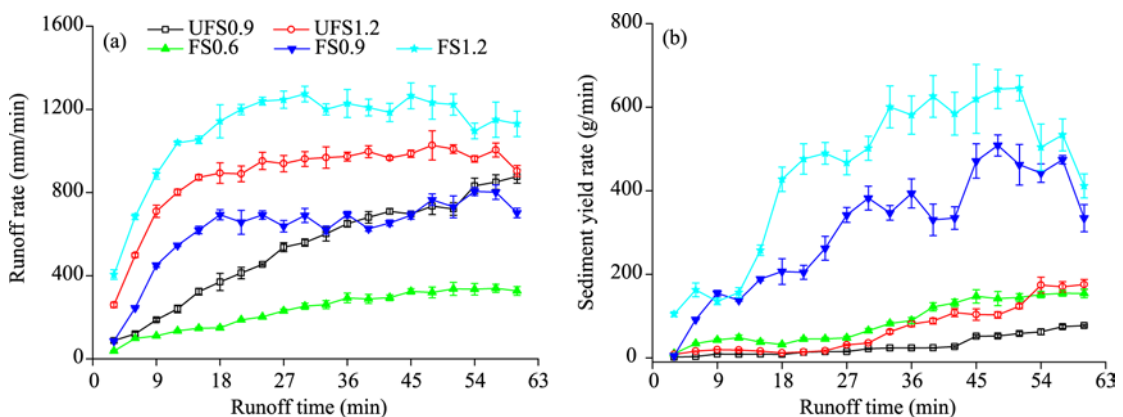 1600
(a)
UFS0.9
UFS1.2
FS0.6
FS0.9
FS1.2
1200
800
400
0
Runoff rate (mm/min)
0 9 18 27 36 45 54 63
Runoff time (min)
800
(b)
600
400
200
0
Sediment yield rate (g/min)
0 9 18 27 36 45 54 63
Runoff time (min)